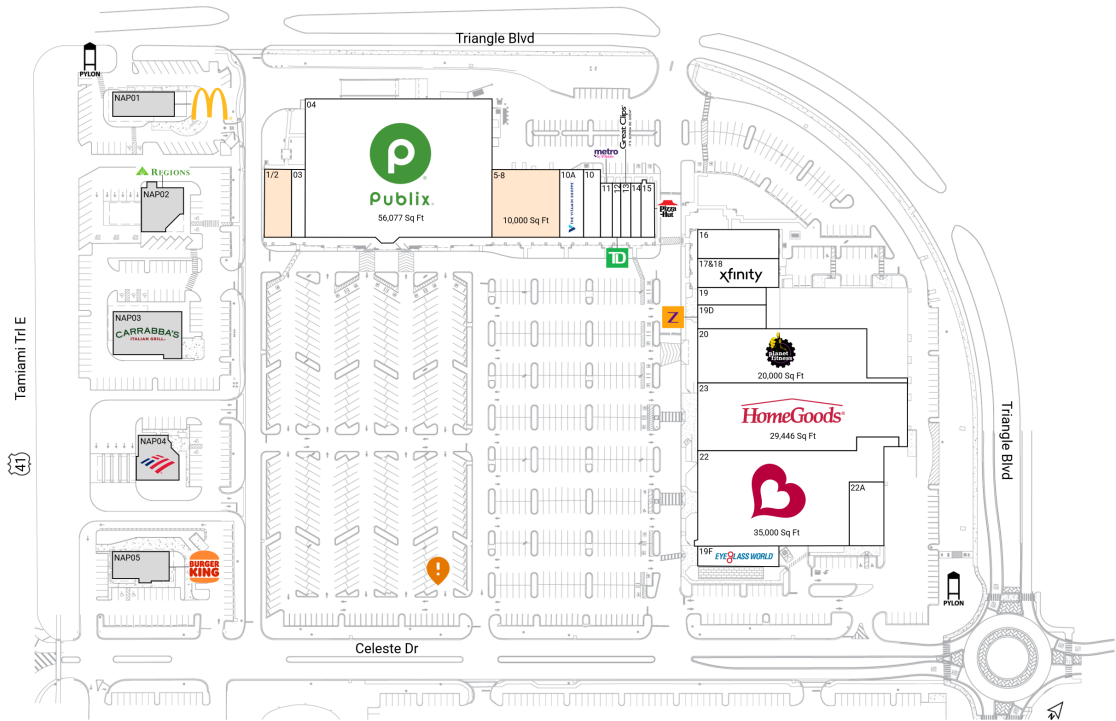 Triangle Blvd
PYLON
NAP01
04
Great Clips
metro
REGIONS
NAP02
1/2
03
Publix.
56,077 Sq Ft
5-8
10,000 Sq Ft
10A
THE VITAMIN SHOPPE
10
11
12
13
14
15
Pizza
Hut
TD
16
17&18
xfinity
19
19D
Z
20
planet
fitness
20,000 Sq Ft
NAP03
CARRABBA'S
ITALIAN GRILL
Tamiami Trl E
41
23
HomeGoods
29,446 Sq Ft
Triangle Blvd
NAP04
22
22A
35,000 Sq Ft
19F
EYEGLASS WORLD
NAP05
BURGER
KING
!
PYLON
Celeste Dr
N